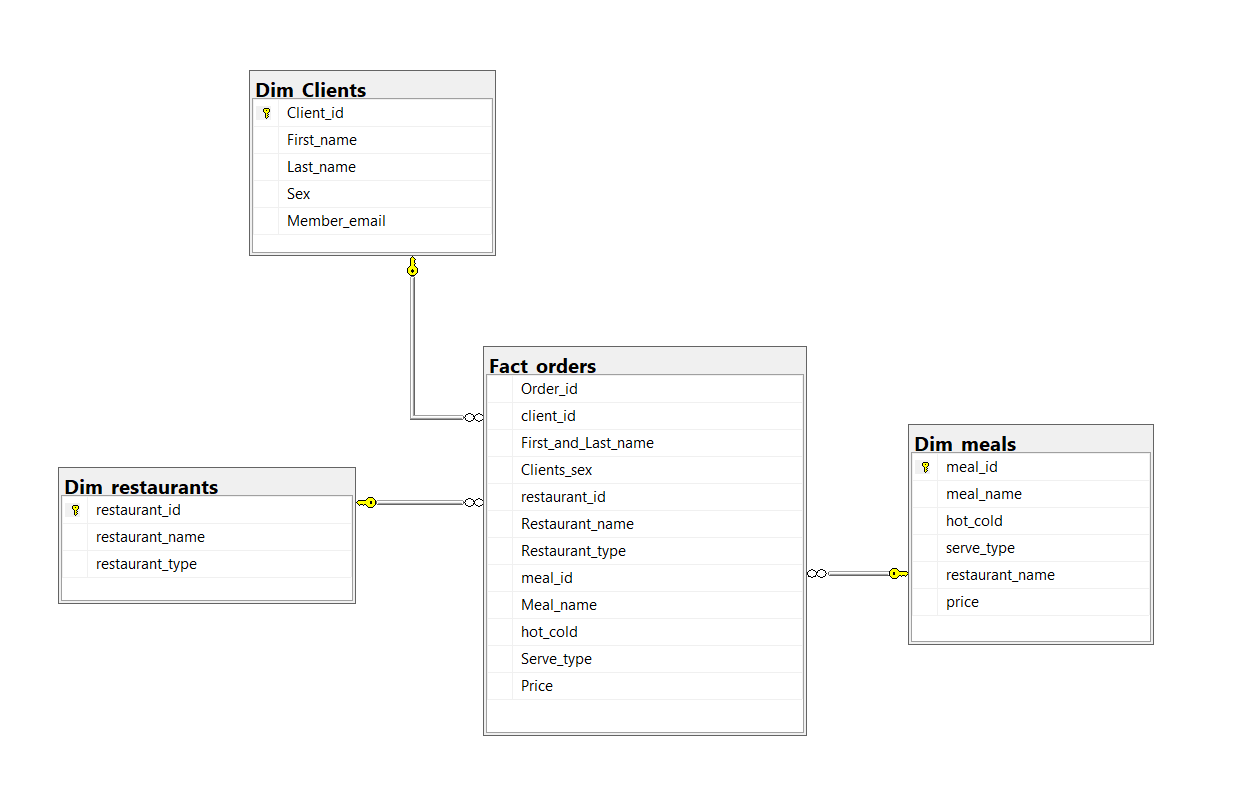 Dim_Clients
Client_id
First_name
Last_name
Sex
Member_email
Fact_orders
Order_id
client_id
First_and_Last_name
Clients_sex
restaurant_id
Restaurant_name
Restaurant_type
meal_id
Meal_name
hot_cold
Serve_type
Price
Dim_restaurants
restaurant_id
restaurant_name
restaurant_type
Dim_meals
meal_id
meal_name
hot_cold
serve_type
restaurant_name
price